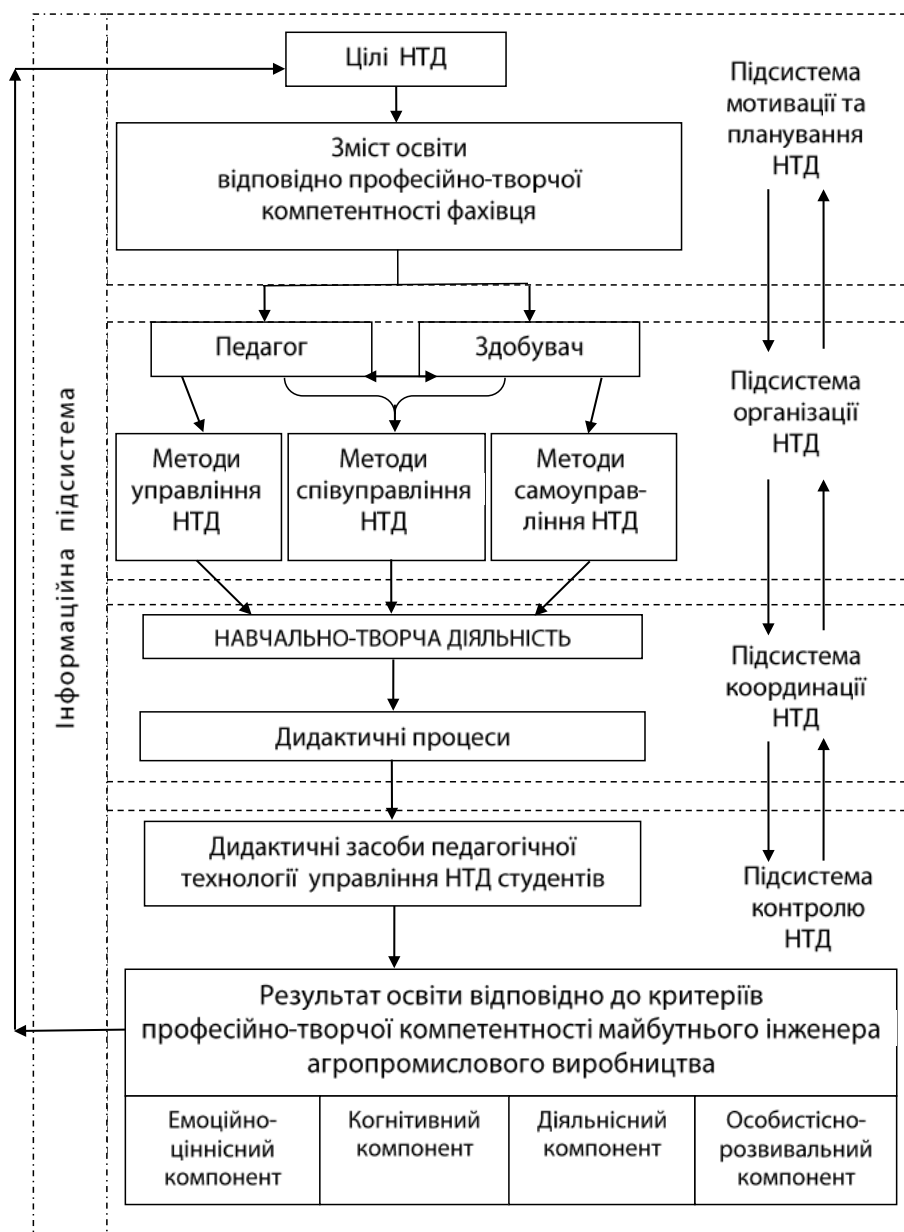 Цілі НТД
Підсистема
мотивації та
планування
НТД
Зміст освіти
відповідно професійно-творчої
компетентності фахівця
Педагог
Здобувач
Підсистема
організації
НТД
Інформаційна підсистема
Методи
управління
НТД
Методи
співуправління
НТД
Методи
самоуправ-
ління НТД
НАВЧАЛЬНО-ТВОРЧА ДІЯЛЬНІСТЬ
Підсистема
координації
НТД
Дидактичні процеси
Дидактичні засоби педагогічної
технології управління НТД студентів
Підсистема
контролю
НТД
Результат освіти відповідно до критеріїв
професійно-творчої компетентності майбутнього інженера
агропромислового виробництва
Емоційно-
ціннісний
компонент
Когнітивний
компонент
Діяльнісний
компонент
Особистісно-
розвивальний
компонент